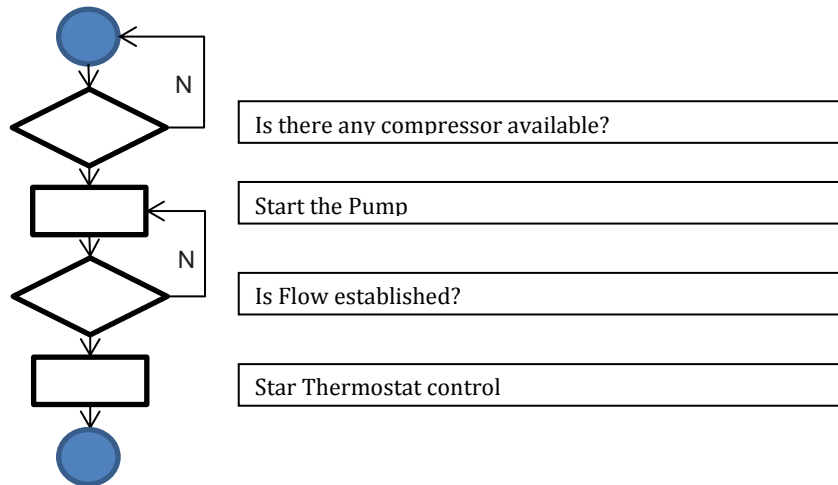 N
Is there any compressor available?
Start the Pump
N
Is Flow established?
Star Thermostat control